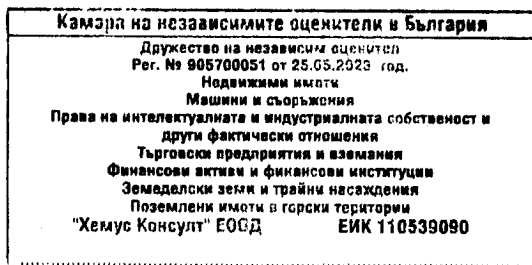 Камара на независимите оценители в България
Дружество на независим оценител
Рег. № 905700051 от 25.05.2023 год.
Недвижими имоти
Машини и съоръжения
Права на интелектуалната и индустриалната собственост и
други фактически отношения
Търговски предприятия и вземания
Финансови активи и финансови институции
Земеделски земи и трайни насаждения
Поземлени имоти в горски територии
"Хемус Консулт" ЕООД ЕИК 110539090